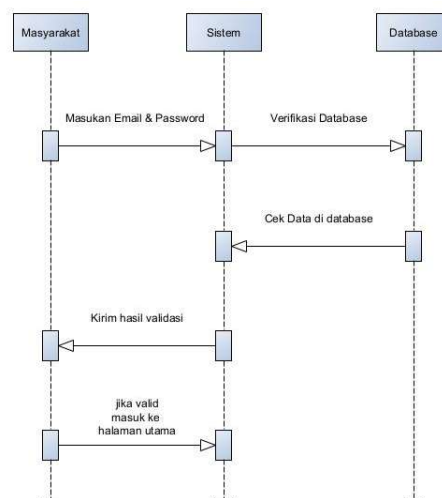 Masyarakat
Sistem
Database
Masukan Email & Password
Verifikasi Database
Cek Data di database
Kirim hasil validasi
jika valid
masuk ke
halaman utama